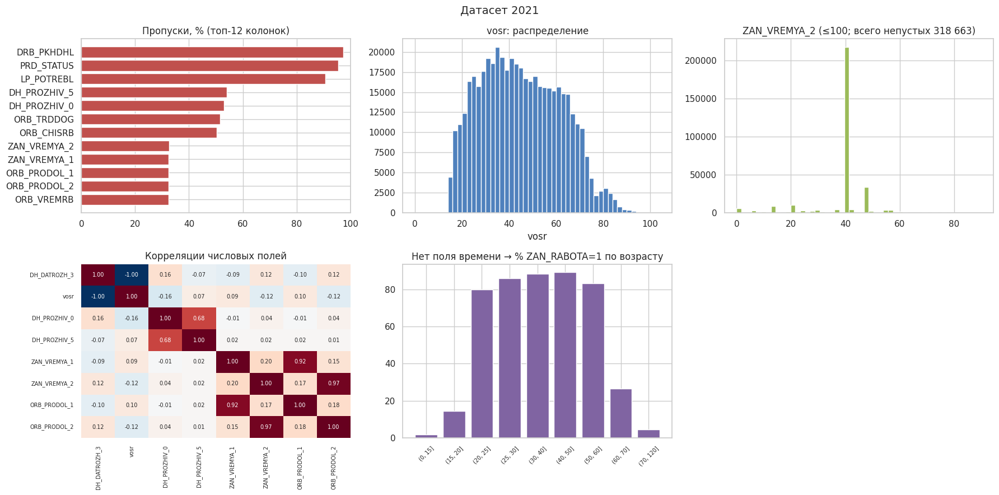 Датасет 2021
Пропуски, % (топ-12 колонок)
DRB_PKHDHL
PRD_STATUS
LP_POTREBL
DH_PROZHIV_5
DH_PROZHIV_0
ORB_TRDDOG
ORB_CHISRB
ZAN_VREMYA_2
ZAN_VREMYA_1
ORB_PRODOL_1
ORB_PRODOL_2
ORB_VREMRB
0 20 40 60 80 100
vosr: распределение
20000
17500
15000
12500
10000
7500
5000
2500
0
0 20 40 60 80 100
vosr
ZAN_VREMYA_2 (≤100; всего непустых 318 663)
200000
150000
100000
50000
0
0 20 40 60 80
Корреляции числовых полей
DH_DATROZH_3 1.00 -1.00 0.16 -0.07 -0.09 0.12 -0.10 0.12
vosr -1.00 1.00 -0.16 0.07 0.09 -0.12 0.10 -0.12
DH_PROZHIV_0 0.16 -0.16 1.00 0.68 -0.01 0.04 -0.01 0.04
DH_PROZHIV_5 -0.07 0.07 0.68 1.00 0.02 0.02 0.02 0.01
ZAN_VREMYA_1 -0.09 0.09 -0.01 0.02 1.00 0.20 0.92 0.15
ZAN_VREMYA_2 0.12 -0.12 0.04 0.02 0.20 1.00 0.17 0.97
ORB_PRODOL_1 -0.10 0.10 -0.01 0.02 0.92 0.17 1.00 0.18
ORB_PRODOL_2 0.12 -0.12 0.04 0.01 0.15 0.97 0.18 1.00
DH_DATROZH_3
vosr
DH_PROZHIV_0
DH_PROZHIV_5
ZAN_VREMYA_1
ZAN_VREMYA_2
ORB_PRODOL_1
ORB_PRODOL_2
Нет поля времени → % ZAN_RABOTA=1 по возрасту
80
60
40
20
0
(0, 15]
(15, 20]
(20, 25]
(25, 30]
(30, 40]
(40, 50]
(50, 60]
(60, 70]
(70, 120]